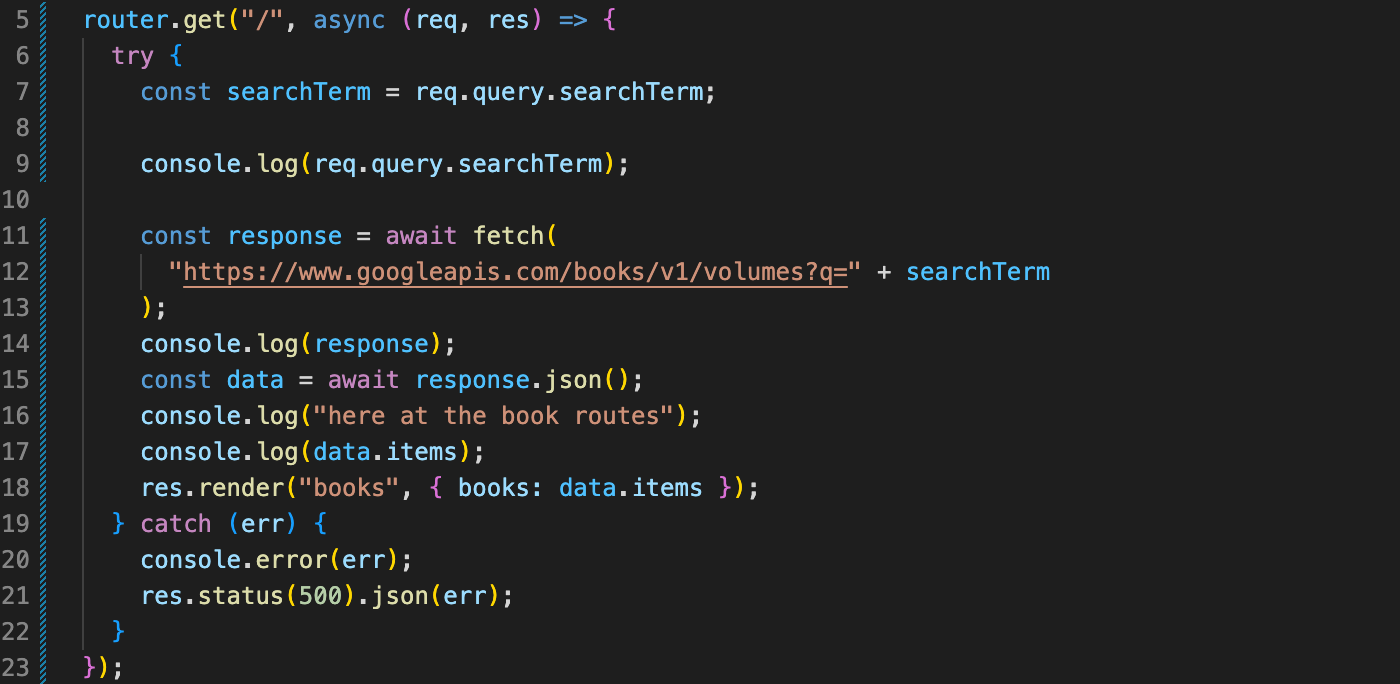 5 router.get("/", async (req, res) => {
6 try {
7 const searchTerm = req.query.searchTerm;
8
9 console.log(req.query.searchTerm);
10
11 const response = await fetch(
12 "https://www.googleapis.com/books/v1/volumes?q=" + searchTerm
13 );
14 console.log(response);
15 const data = await response.json();
16 console.log("here at the book routes");
17 console.log(data.items);
18 res.render("books", { books: data.items });
19 } catch (err) {
20 console.error(err);
21 res.status(500).json(err);
22 }
23 });